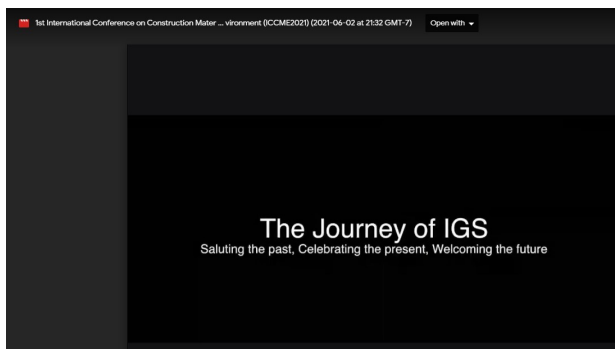 1st International Conference on Construction Mater ... vironment (ICCME2021) (2021-06-02 at 21:32 GMT-7) Open with
The Journey of IGS
Saluting the past, Celebrating the present, Welcoming the future